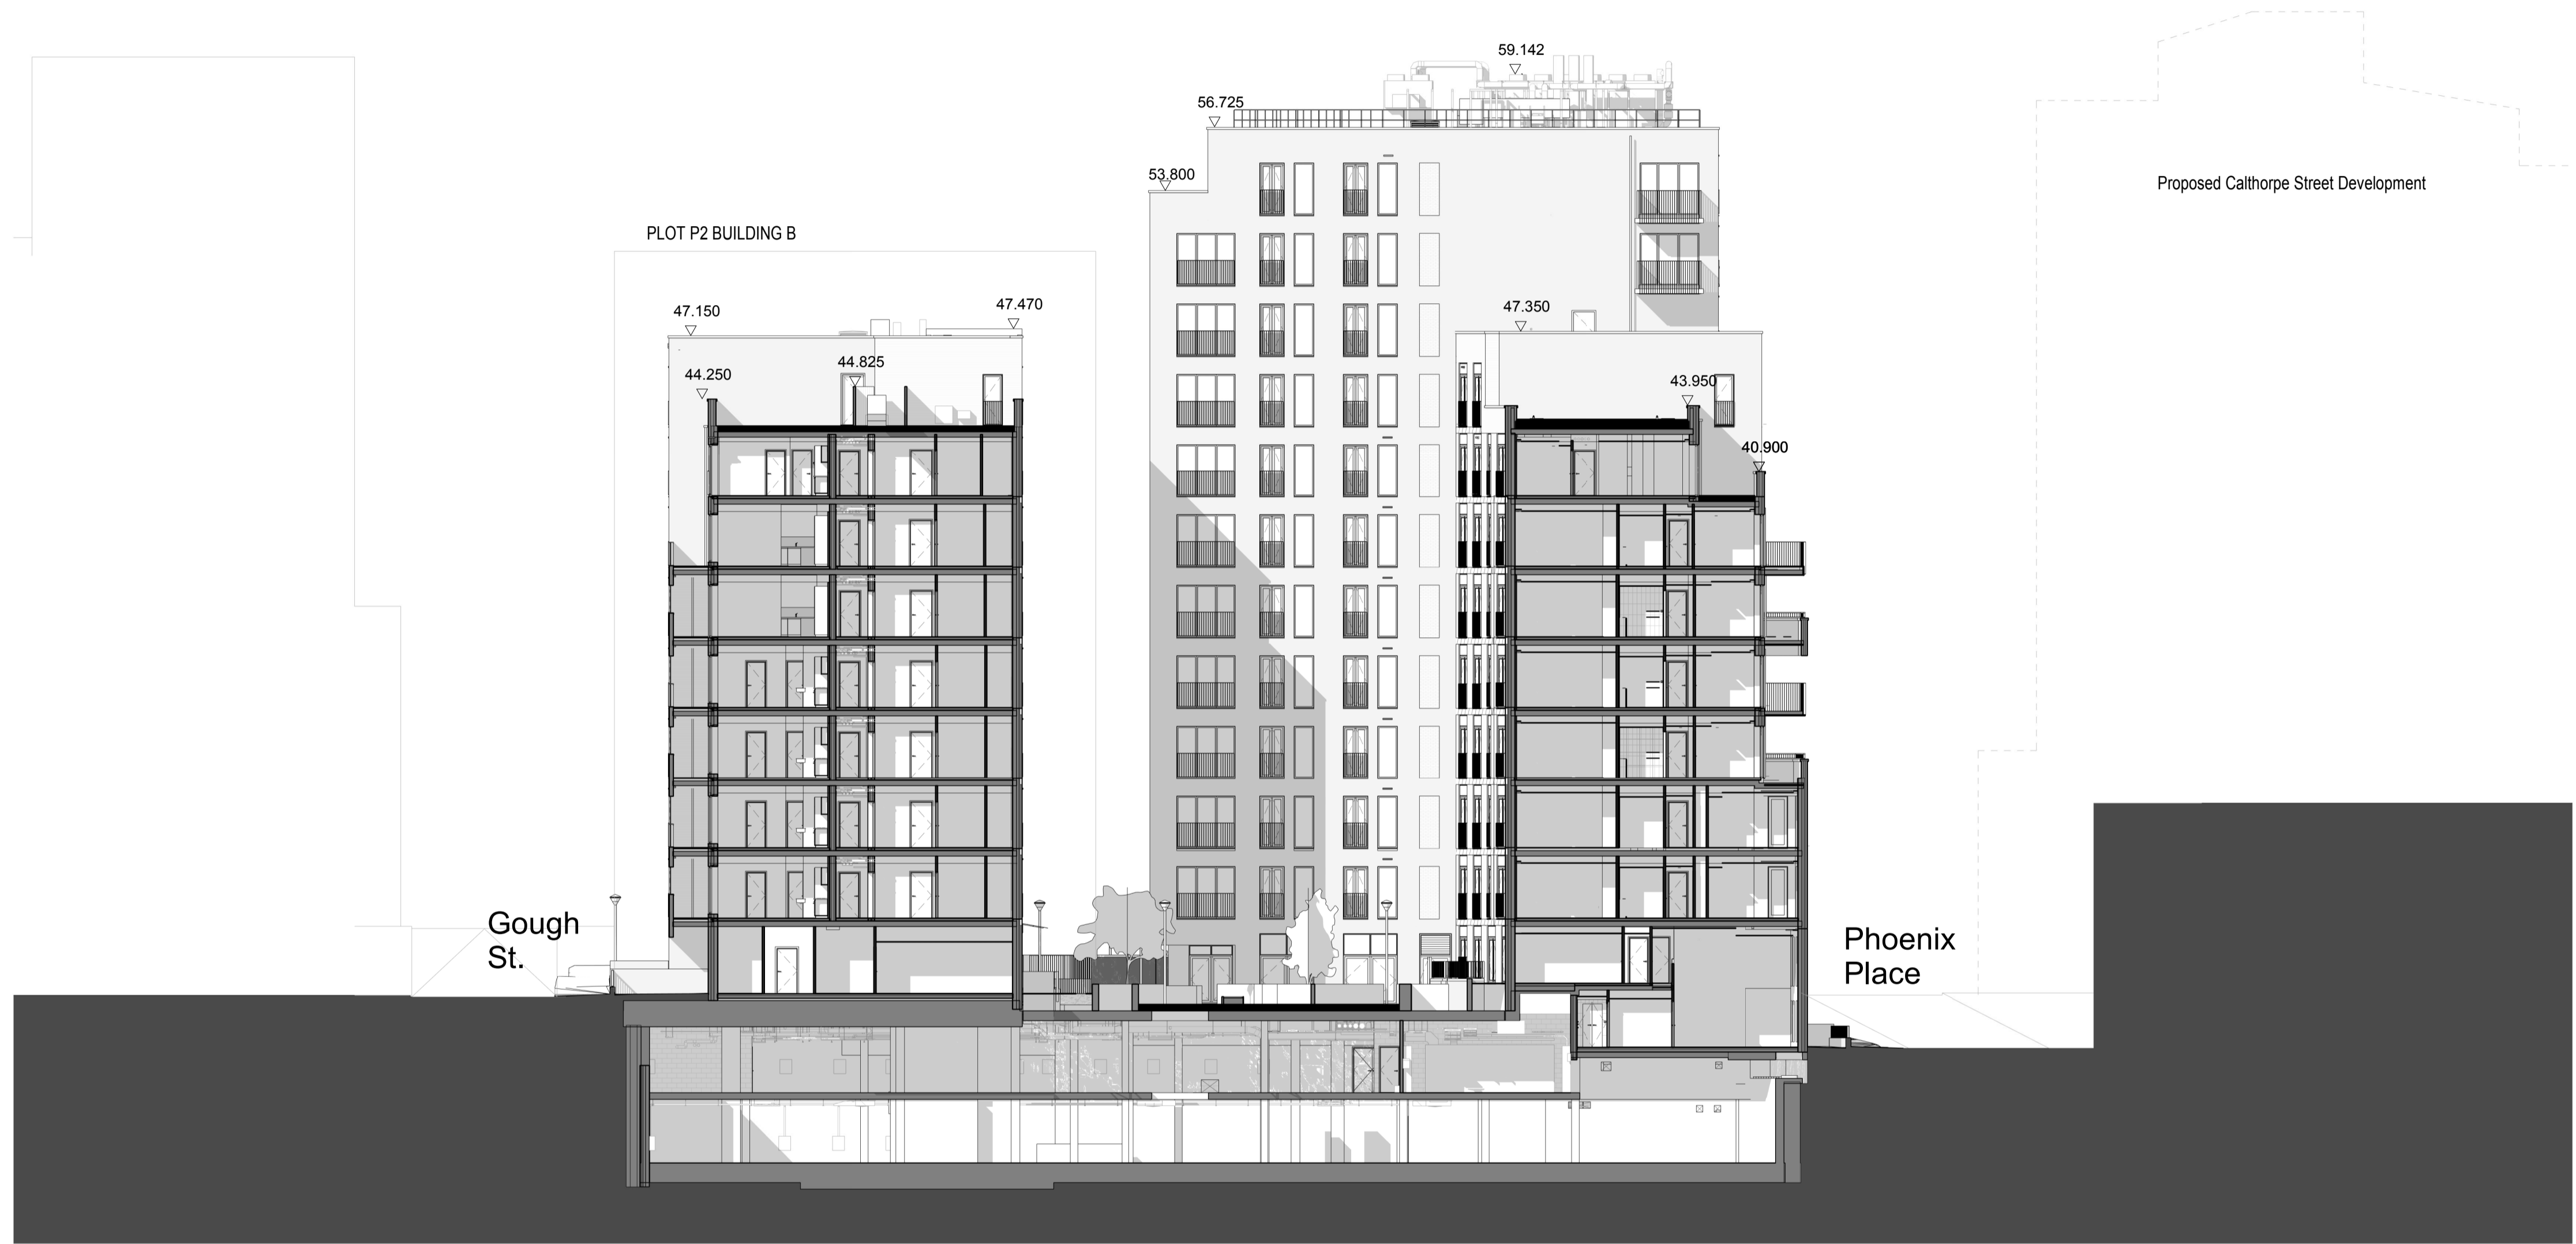 59.142
56.725
53.800
Proposed Calthorpe Street Development
PLOT P2 BUILDING B
47.150
47.470
47.350
44.825
44.250
43.950
40.900
Gough
St.
Phoenix
Place